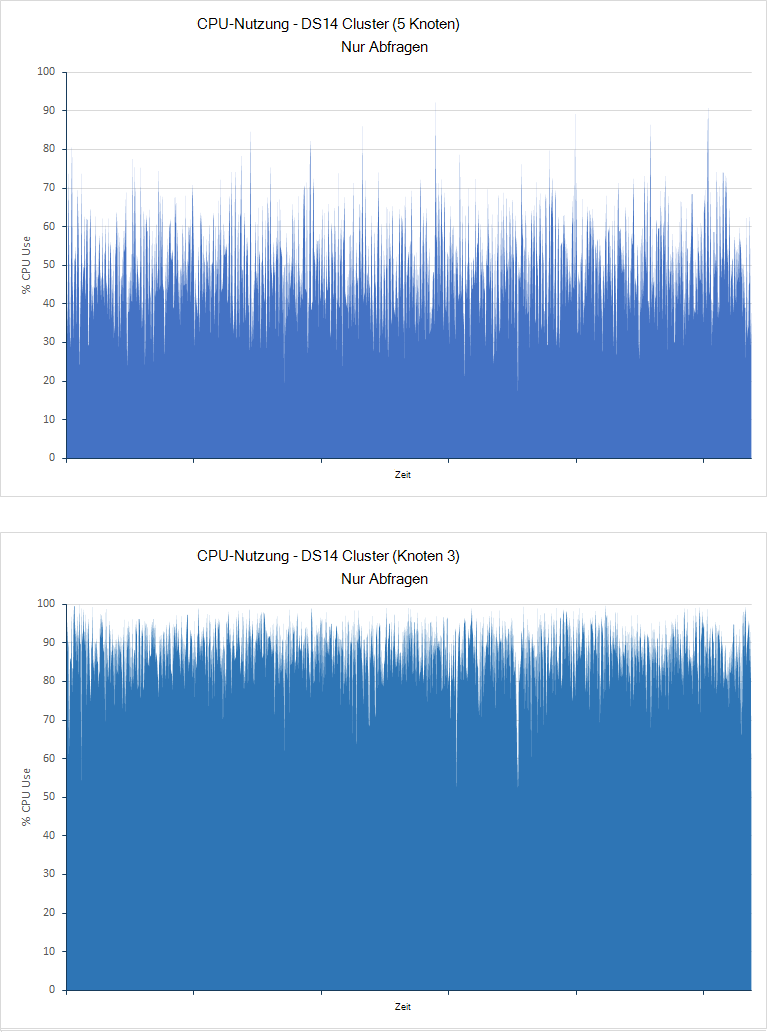 CPU-Nutzung - DS14 Cluster (5 Knoten)
Nur Abfragen
100
90
80
70
60
50
40
30
20
10
0
% CPU Use
Zeit
CPU-Nutzung - DS14 Cluster (Knoten 3)
Nur Abfragen
100
90
80
70
60
50
40
30
20
10
0
% CPU Use
Zeit